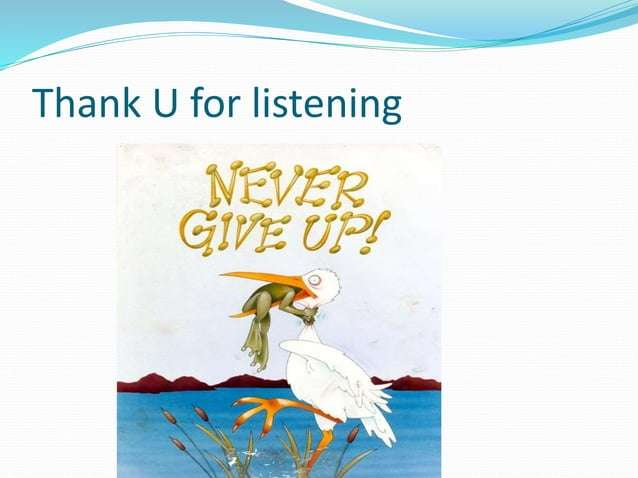 Thank U for listening
NEVER
GIVE UP!